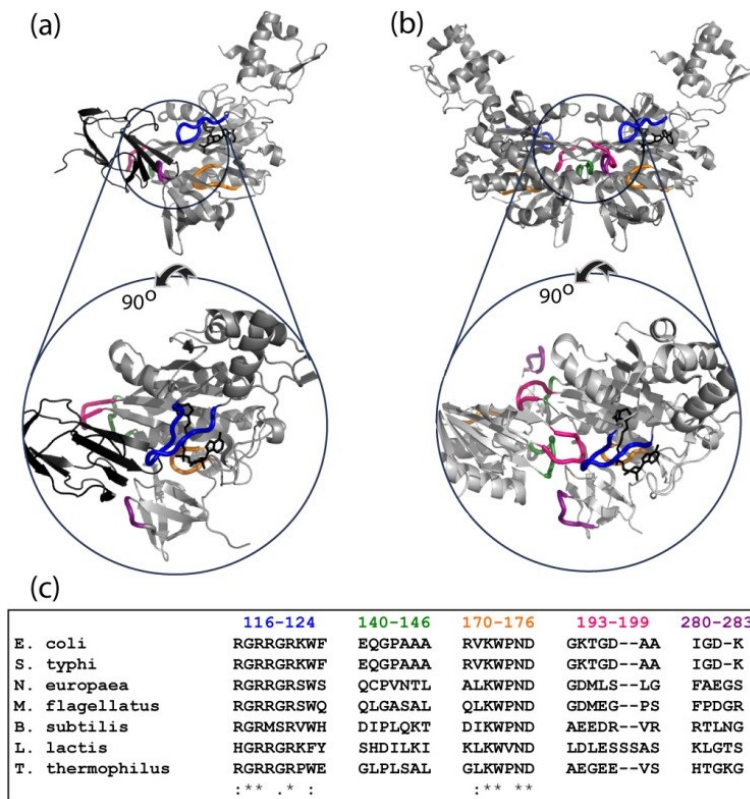 (a) (b)
90° 90°
(c)
116-124 140-146 170-176 193-199 280-283
E. coli RGRRGRKWF EQGPAAA RVKWPND GKTGD--AA IGD-K
S. typhi RGRRGRKWF EQGPAAA RVKWPND GKTGD--AA IGD-K
N. europaea RGRRGRSWS QCPVNTL ALKWPND GDMLS-LG FAEGS
M. flagellatus RGRRGRSWQ QLGASAL QLKWPND GDMEG-PS FPDGR
B. subtilis RGRMSRVWH DIPLQKT DIKWPND AEEDR--VR RTLNG
L. lactis HGRRGRKFY SHDILKI KLKWVND LDLESSSAS KLGTS
T. thermophilus RGRRGRPWE GLPLSAL GLKWPND AEGEE--VS HTGKG
:** .* : :** **